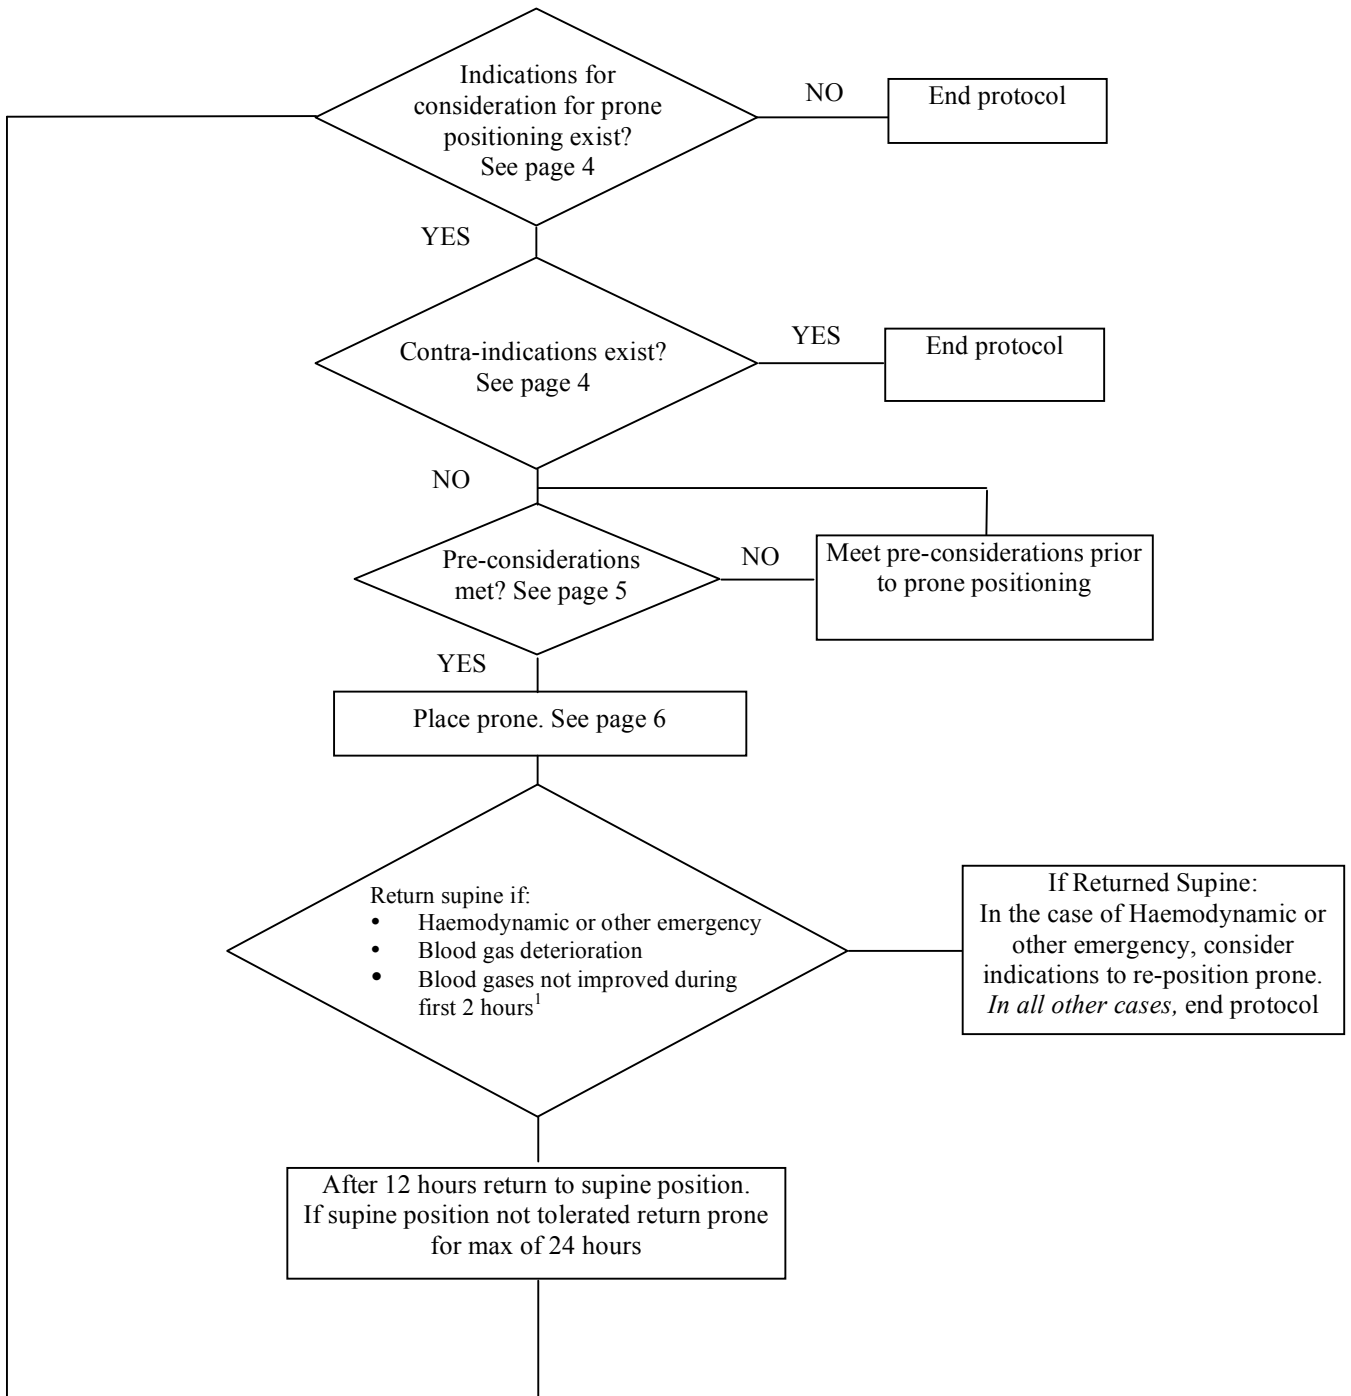 Indications for
consideration for prone
positioning exist?
See page 4
NO
End protocol
YES
Contra-indications exist?
See page 4
YES
End protocol
NO
Pre-considerations
met? See page 5
NO
Meet pre-considerations prior
to prone positioning
YES
Place prone. See page 6
Return supine if:
• Haemodynamic or other emergency
• Blood gas deterioration
• Blood gases not improved during
first 2 hours1
If Returned Supine:
In the case of Haemodynamic or
other emergency, consider
indications to re-position prone.
In all other cases, end protocol
After 12 hours return to supine position.
If supine position not tolerated return prone
for max of 24 hours